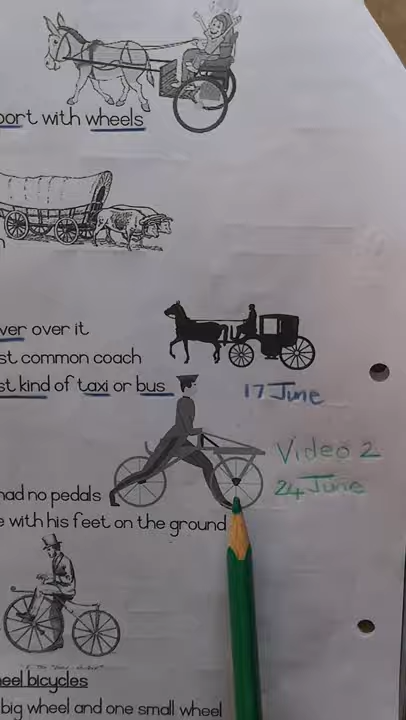 port with wheels
ver over it
st common coach
st kind of taxi or bus
17 June
Video 2
had no pedals
24 June
e with his feet on the ground
eel bicycles
big wheel and one small wheel